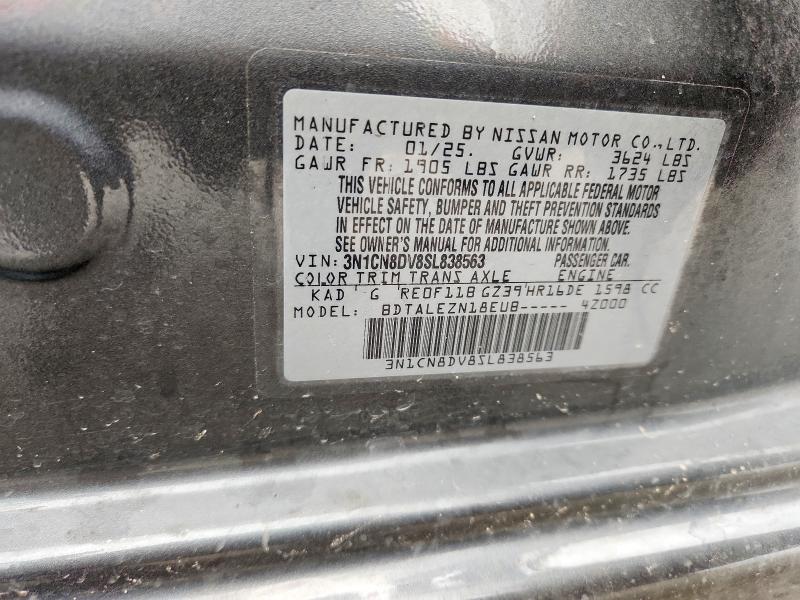 MANUFACTURED BY NISSAN MOTOR CO., LTD.
DATE: 01/25. GVWR: 3624 LBS
GAWR FR: 1905 LBS GAWR RR: 1735 LBS
THIS VEHICLE CONFORMS TO ALL APPLICABLE FEDERAL MOTOR
VEHICLE SAFETY, BUMPER AND THEFT PREVENTION STANDARDS
IN EFFECT ON THE DATE OF MANUFACTURE SHOWN ABOVE.
SEE OWNER'S MANUAL FOR ADDITIONAL INFORMATION.
VIN: 3N1CN8DV8SL838563 PASSENGER CAR.
COLOR TRIM TRANS AXLE ENGINE
KAD G RE0F11B GZ39 HR16DE 1598 CC
MODEL: BDTALEZN18EUB----- 4Z000
3N1CN8DV8SL838563